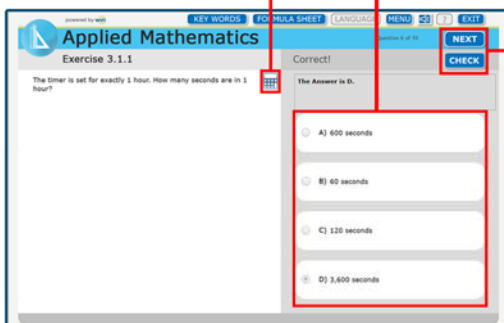 powered by win
KEY WORDS FORMULA SHEET LANGUAGE MENU ? EXIT
Applied Mathematics
NEXT
Exercise 3.1.1
Correct!
CHECK
The timer is set for exactly 1 hour. How many seconds are in 1
hour?
The Answer is D.
A) 600 seconds
B) 60 seconds
C) 120 seconds
D) 3,600 seconds